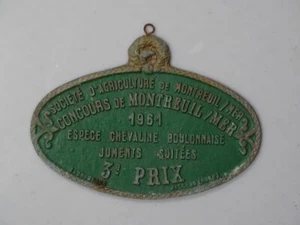 SOCIÉTÉ D'AGRICULTURE DE MONTREUIL/MER
CONCOURS DE MONTREUIL/MER
1961
ESPÈCE CHEVALINE BOULONNAISE
JUMENTS SUITÉES
3e PRIX